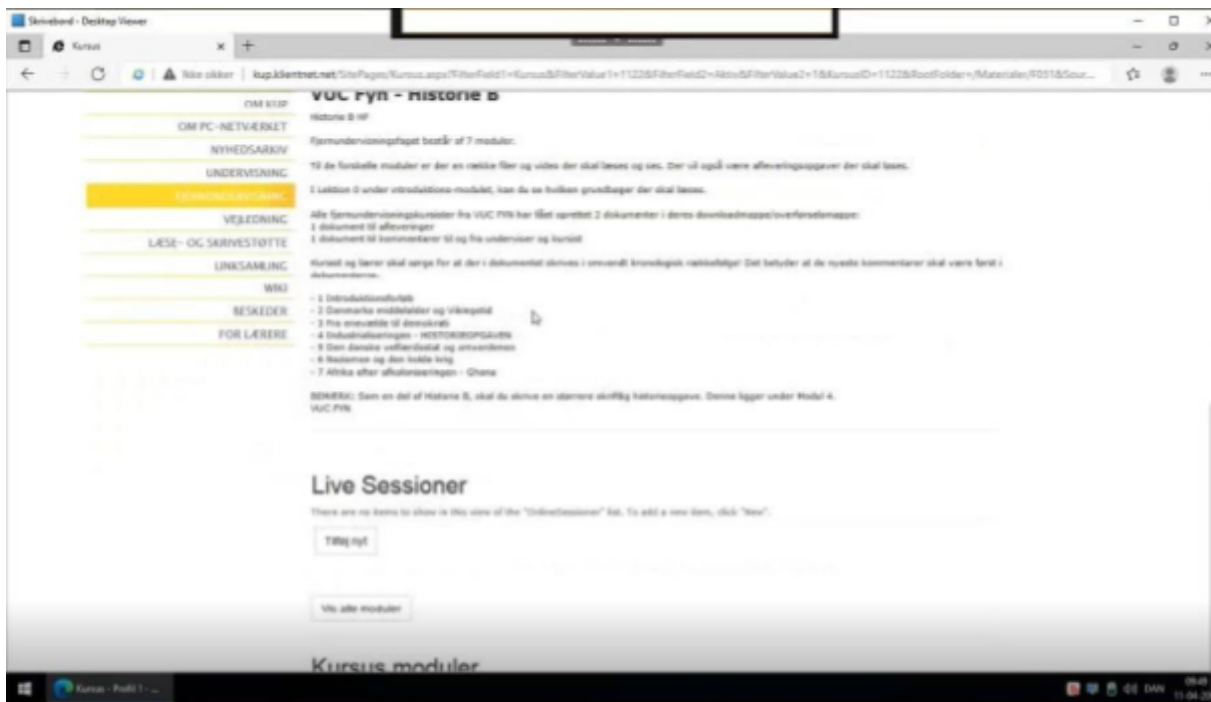 Skrivebord - Desktop Viewer
Kursus
Ikke sikker
kup.klientnet.net/SitePages/Kursus.aspx?FilterField1=Kursus&FilterValue1=1122&FilterField2=Aktiv&FilterValue2=1&KursusID=1122&RootFolder=/Materialer/F051&Sour...
OM KUP
OM PC-NETVÆRKET
NYHEDSARKIV
UNDERVISNING
FJERNUNDERVISNING
VEJLEDNING
LÆSE- OG SKRIVESTØTTE
LINKSAMLING
WIKI
BESKEDER
FOR LÆRERE
VUC Fyn - Historie B
Historie B HF
Fjernundervisningsfaget består af 7 moduler.
Til de forskelle moduler er der en række filer og video der skal læses og ses. Der vil også være afleveringsopgaver der skal løses.
I Lektion 0 under introduktions-modulet, kan du se hvilken grundbøger der skal læses.
Alle fjernundervisningskursister fra VUC FYN har fået oprettet 2 dokumenter i deres downloadmappe/overførselsmappe:
1 dokument til afleveringer
1 dokument til kommentarer til og fra underviser og kursist
Kursist og lærer skal sørge for at der i dokumentet skrives i omvendt kronologisk rækkefølge! Det betyder at de nyeste kommentarer skal være først i
dokumenterne.
- 1 Introduktionsforløb
- 2 Danmarks middelalder og Vikingetid
- 3 Fra enevælde til demokrati
- 4 Industrialiseringen - HISTORIEOPGAVEN
- 5 Den danske velfærdsstat og omverdenen
- 6 Nazismen og den kolde krig
- 7 Afrika efter afkoloniseringen - Ghana
BEMÆRK: Som en del af Historie B, skal du skrive en større skriftlig historieopgave. Denne ligger under Modul 4.
VUC FYN
Live Sessioner
There are no items to show in this view of the "OnlineSessioner" list. To add a new item, click "New".
Tilføj nyt
Vis alle moduler
Kursus moduler
Kursus - Profil 1 - ...
DAN
09:49
11-04-20